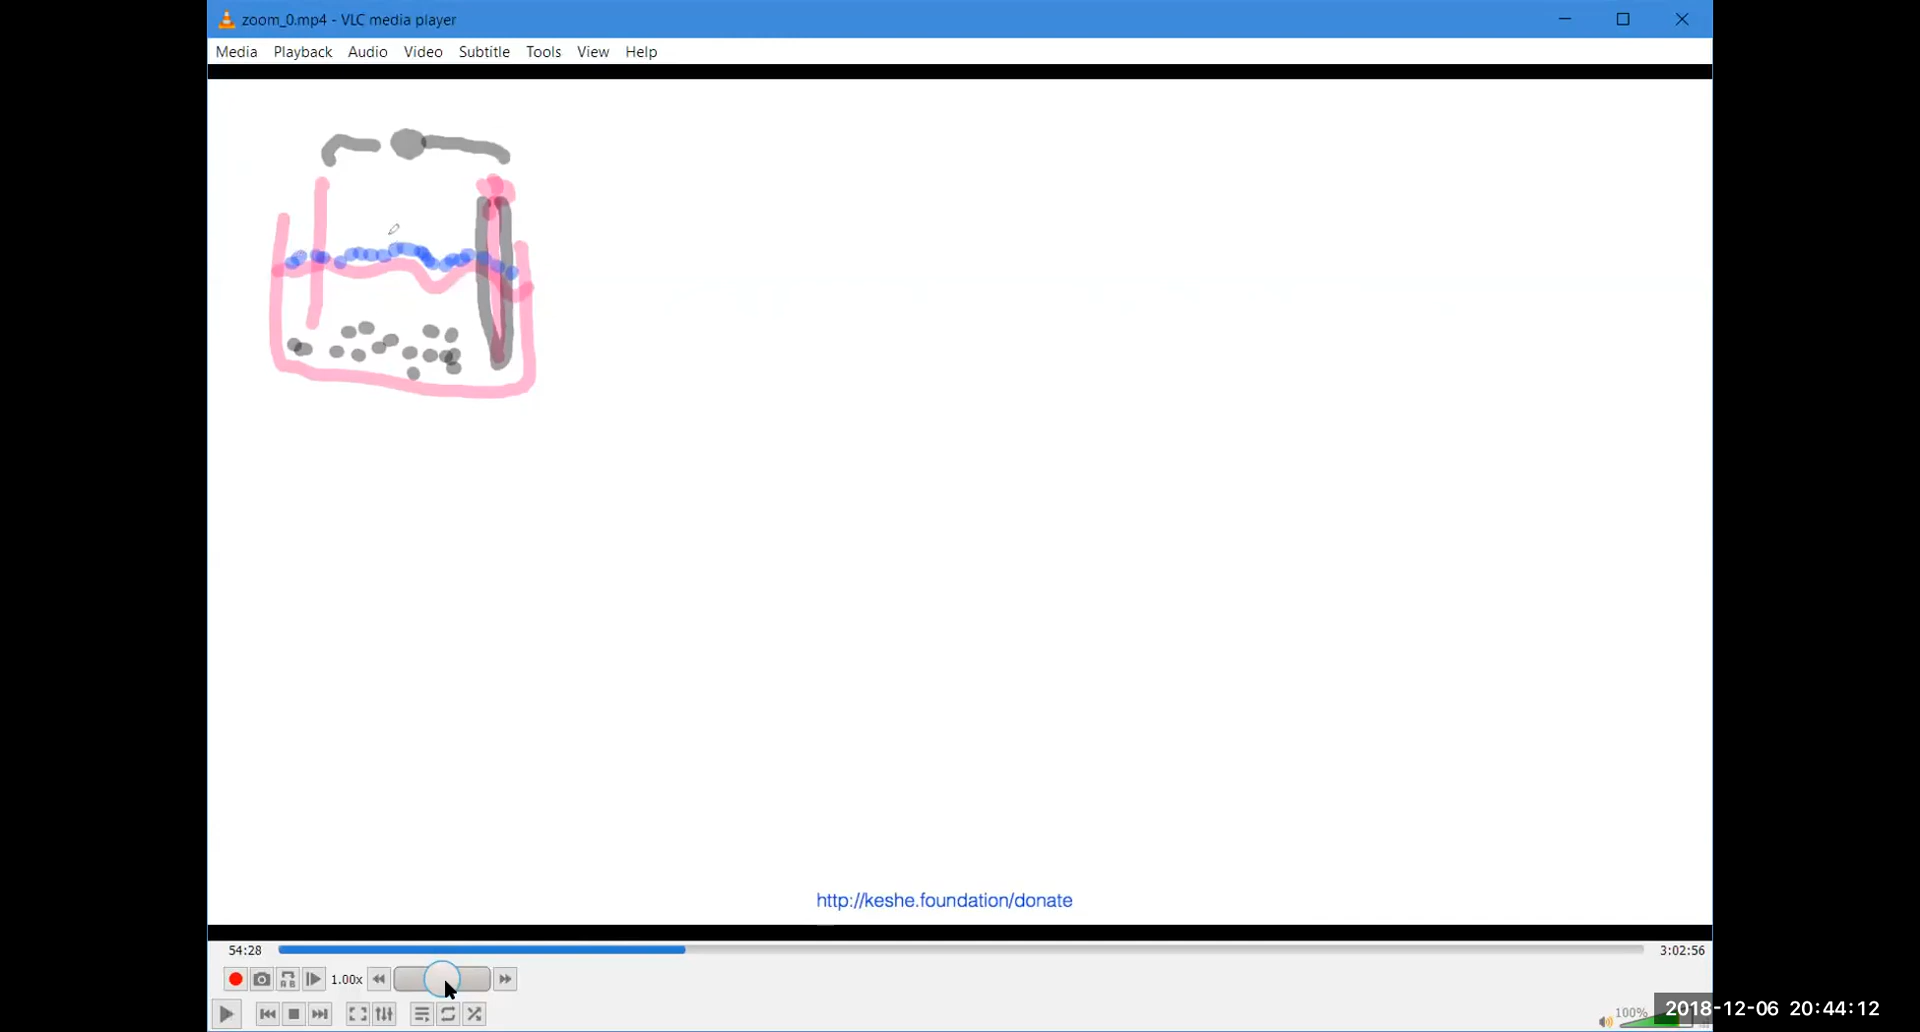 zoom_0.mp4 - VLC media player
Media Playback Audio Video Subtitle Tools View Help
http://keshe.foundation/donate
54:28
3:02:56
1.00x
100%
2018-12-06 20:44:12